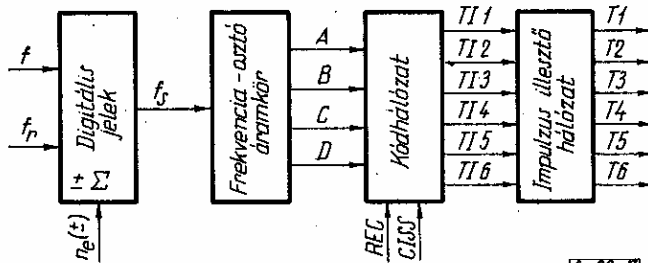 f
f_r
Digitális jelek
± Σ
n_e(±)
f_s
Frekvencia-osztó áramkör
A
B
C
D
Kódhálózat
REC
CISS
TI 1
TI 2
TI 3
TI 4
TI 5
TI 6
Impulzus illesztő hálózat
T1
T2
T3
T4
T5
T6